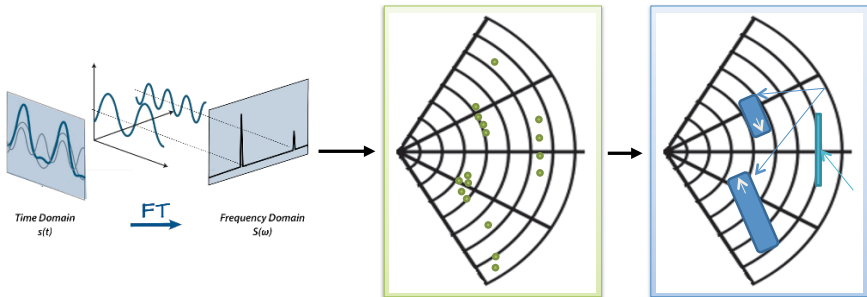 Time Domain
s(t)
FT
Frequency Domain
S(ω)